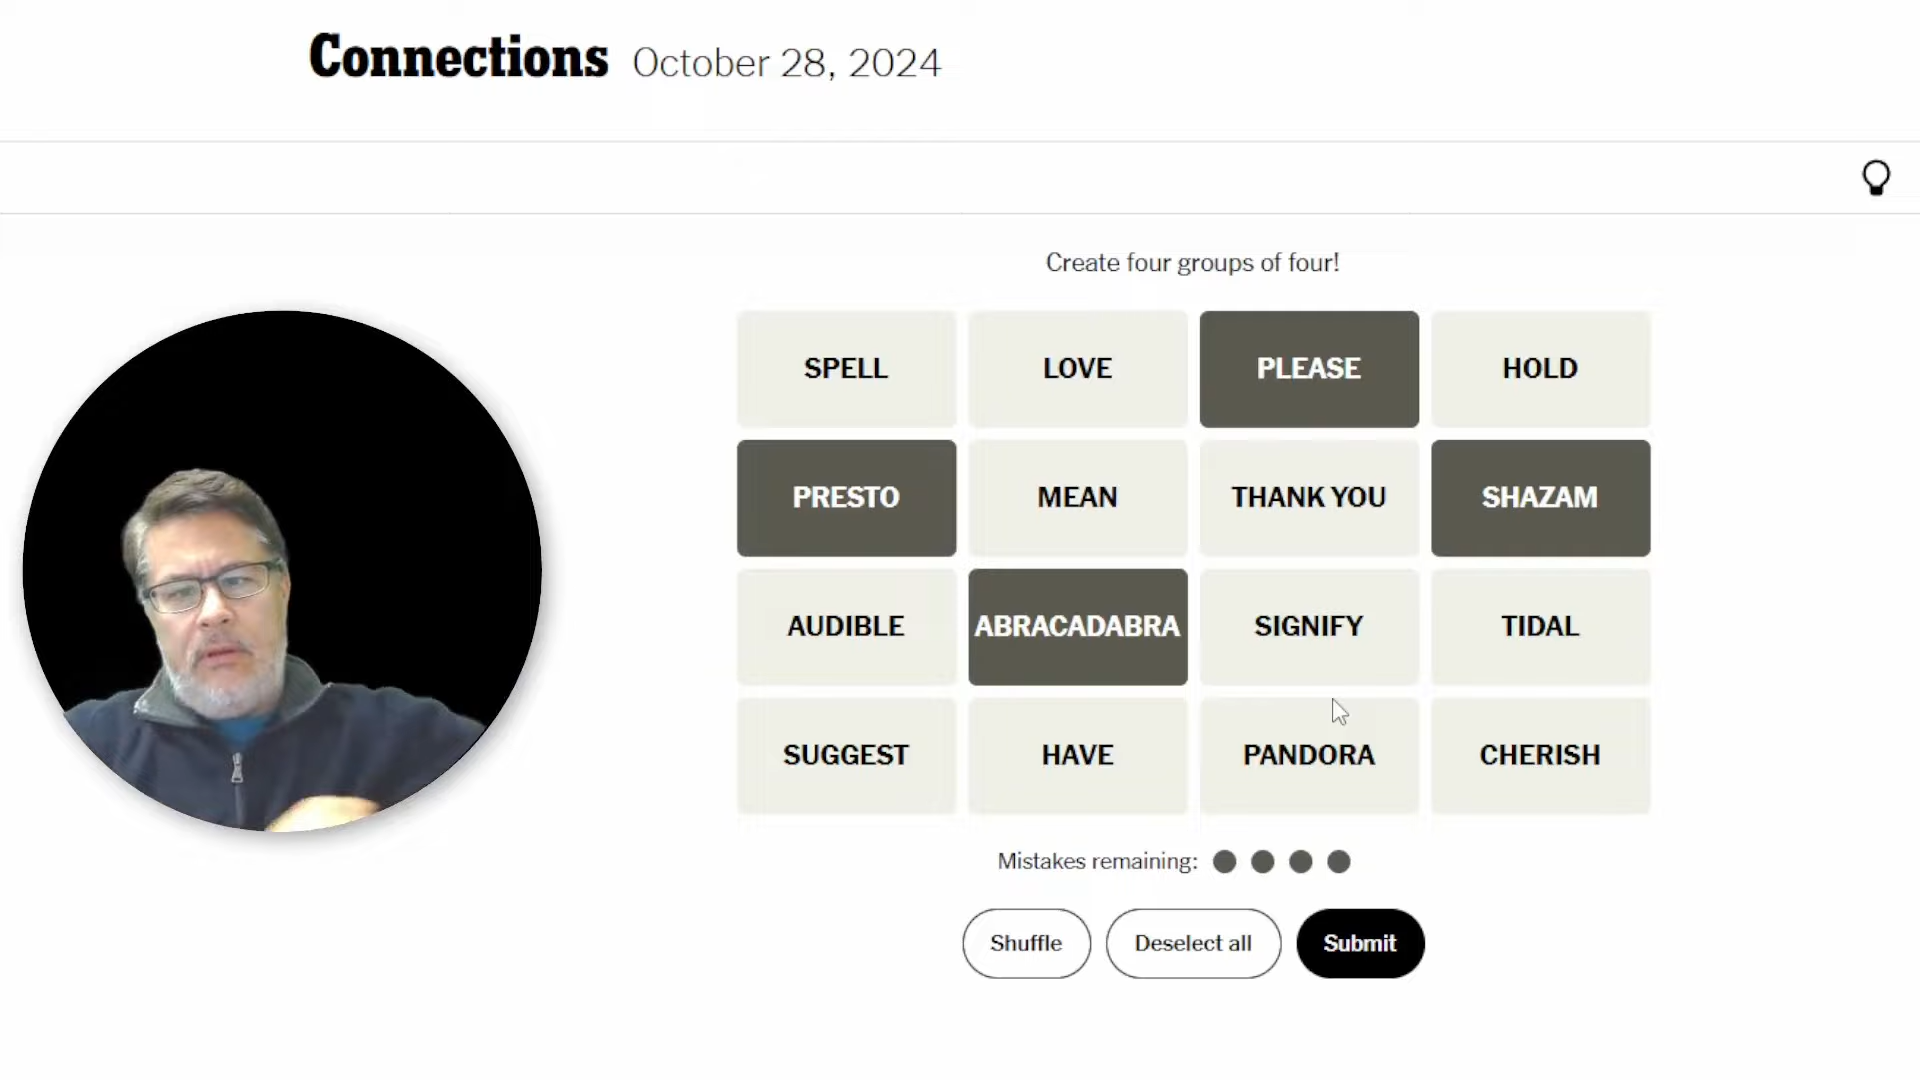 Connections October 28, 2024
Create four groups of four!
SPELL LOVE PLEASE HOLD
PRESTO MEAN THANK YOU SHAZAM
AUDIBLE ABRACADABRA SIGNIFY TIDAL
SUGGEST HAVE PANDORA CHERISH
Mistakes remaining:
Shuffle Deselect all Submit